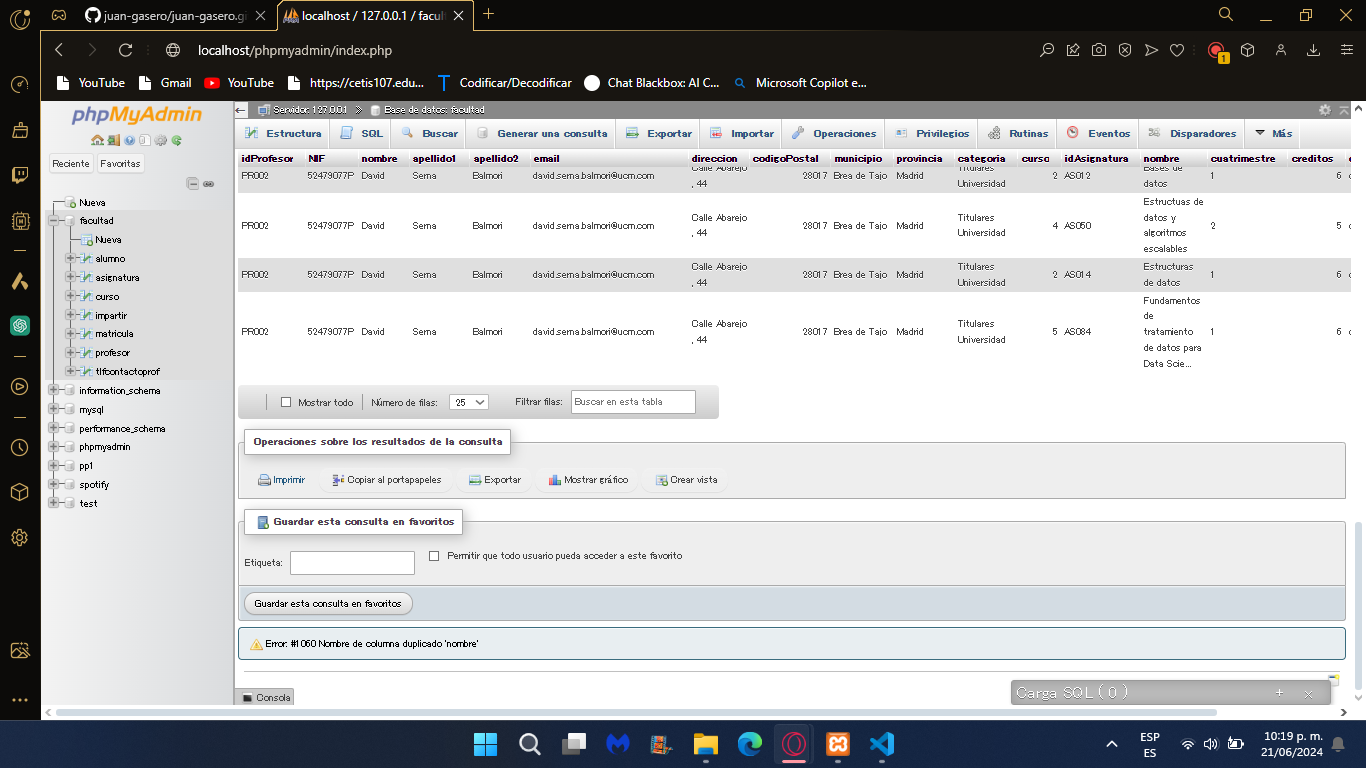 juan-gasero/juan-gasero.gi
localhost / 127.0.0.1 / facul
localhost/phpmyadmin/index.php
1
YouTube
Gmail
YouTube
https://cetis107.edu...
Codificar/Decodificar
Chat Blackbox: AI C...
Microsoft Copilot e...
phpMyAdmin
Reciente
Favoritas
Nueva
facultad
Nueva
alumno
asignatura
curso
impartir
matricula
profesor
tlfcontactoprof
information_schema
mysql
performance_schema
phpmyadmin
pp1
spotify
test
Servidor: 127.0.0.1 » Base de datos: facultad
Estructura
SQL
Buscar
Generar una consulta
Exportar
Importar
Operaciones
Privilegios
Rutinas
Eventos
Disparadores
Más
idProfesor NIF nombre apellido1 apellido2 email direccion codigoPostal municipio provincia categoria curso idAsignatura nombre cuatrimestre creditos
PR002 52479077P David Serna Balmori david.serna.balmori@ucm.com Calle Abarejo
, 44
28017 Brea de Tajo Madrid Titulares
Universidad
2 AS012 Bases de
datos
1 6
PR002 52479077P David Serna Balmori david.serna.balmori@ucm.com Calle Abarejo
, 44
28017 Brea de Tajo Madrid Titulares
Universidad
4 AS050 Estructuas de
datos y
algoritmos
escalables
2 5
PR002 52479077P David Serna Balmori david.serna.balmori@ucm.com Calle Abarejo
, 44
28017 Brea de Tajo Madrid Titulares
Universidad
2 AS014 Estructuras
de datos
1 6
PR002 52479077P David Serna Balmori david.serna.balmori@ucm.com Calle Abarejo
, 44
28017 Brea de Tajo Madrid Titulares
Universidad
5 AS084 Fundamentos
de
tratamiento
de datos para
Data Scie...
1 6
Mostrar todo
Número de filas:
25
Filtrar filas:
Buscar en esta tabla
Operaciones sobre los resultados de la consulta
Imprimir
Copiar al portapapeles
Exportar
Mostrar gráfico
Crear vista
Guardar esta consulta en favoritos
Etiqueta:
Permitir que todo usuario pueda acceder a este favorito
Guardar esta consulta en favoritos
Error: #1060 Nombre de columna duplicado 'nombre'
Consola
Carga SQL ( 0 )
ESP
ES
10:19 p. m.
21/06/2024